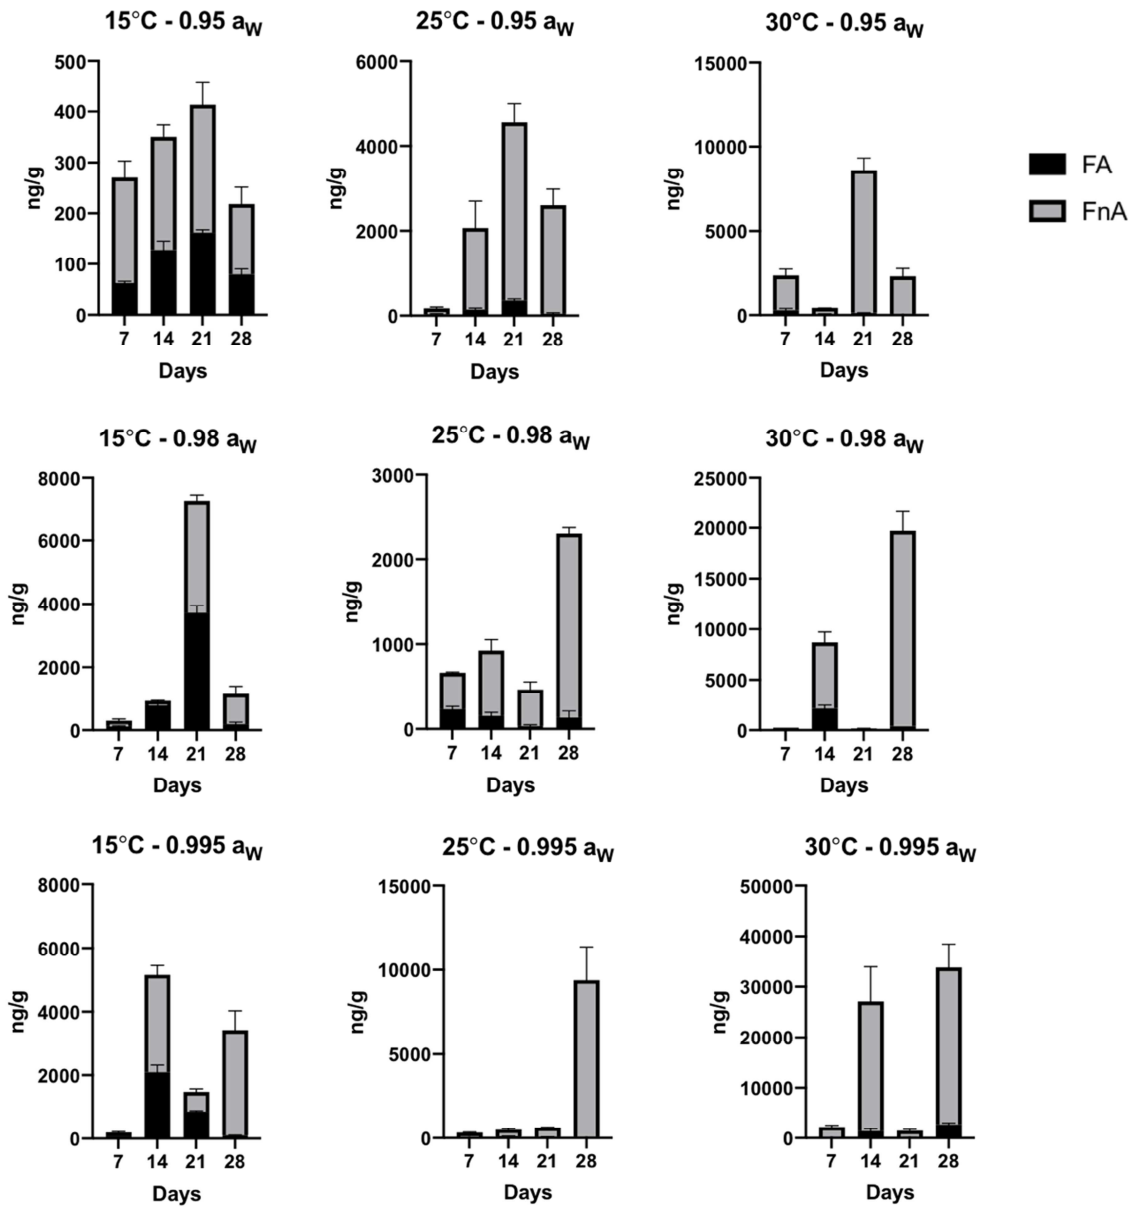 15°C - 0.95 aW
500
400
300
200
100
0
ng/g
7 14 21 28
Days
25°C - 0.95 aW
6000
4000
2000
0
ng/g
7 14 21 28
Days
30°C - 0.95 aW
15000
10000
5000
0
ng/g
7 14 21 28
Days
FA
FnA
15°C - 0.98 aW
8000
6000
4000
2000
0
ng/g
7 14 21 28
Days
25°C - 0.98 aW
3000
2000
1000
0
ng/g
7 14 21 28
Days
30°C - 0.98 aW
25000
20000
15000
10000
5000
0
ng/g
7 14 21 28
Days
15°C - 0.995 aW
8000
6000
4000
2000
0
ng/g
7 14 21 28
Days
25°C - 0.995 aW
15000
10000
5000
0
ng/g
7 14 21 28
Days
30°C - 0.995 aW
50000
40000
30000
20000
10000
0
ng/g
7 14 21 28
Days